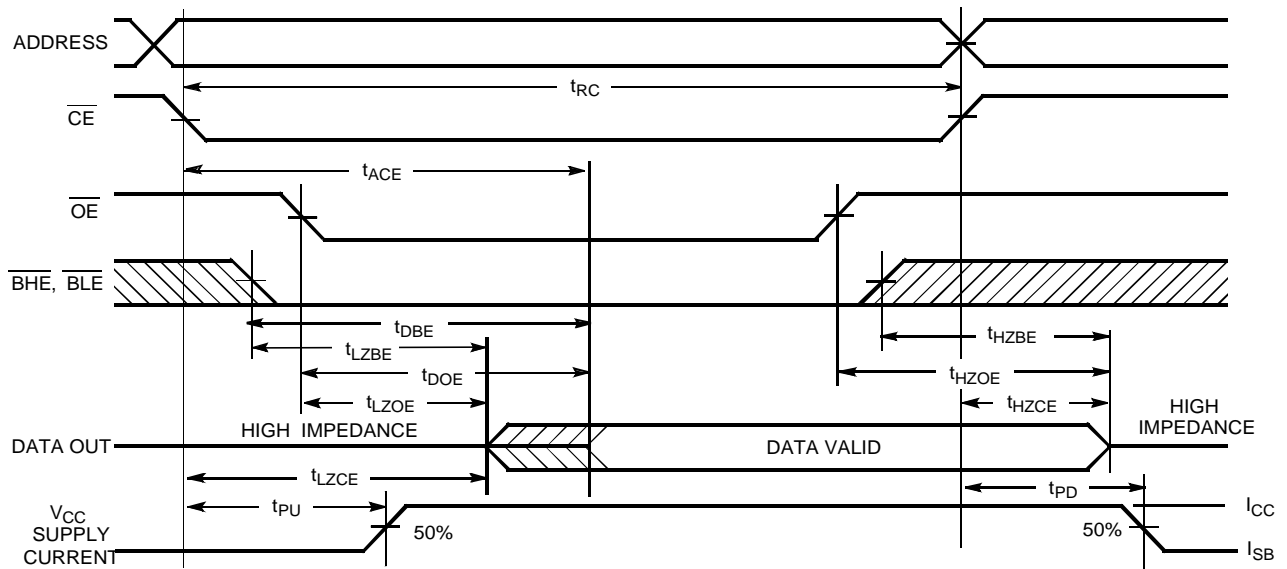 ADDRESS
tRC
CE
tACE
OE
BHE, BLE
tDBE
tHZBE
tLZBE
tDOE
tHZOE
tLZOE
tHZCE
HIGH IMPEDANCE
HIGH
IMPEDANCE
DATA OUT
DATA VALID
tLZCE
tPD
tPU
VCC
SUPPLY
CURRENT
50%
50%
ICC
ISB